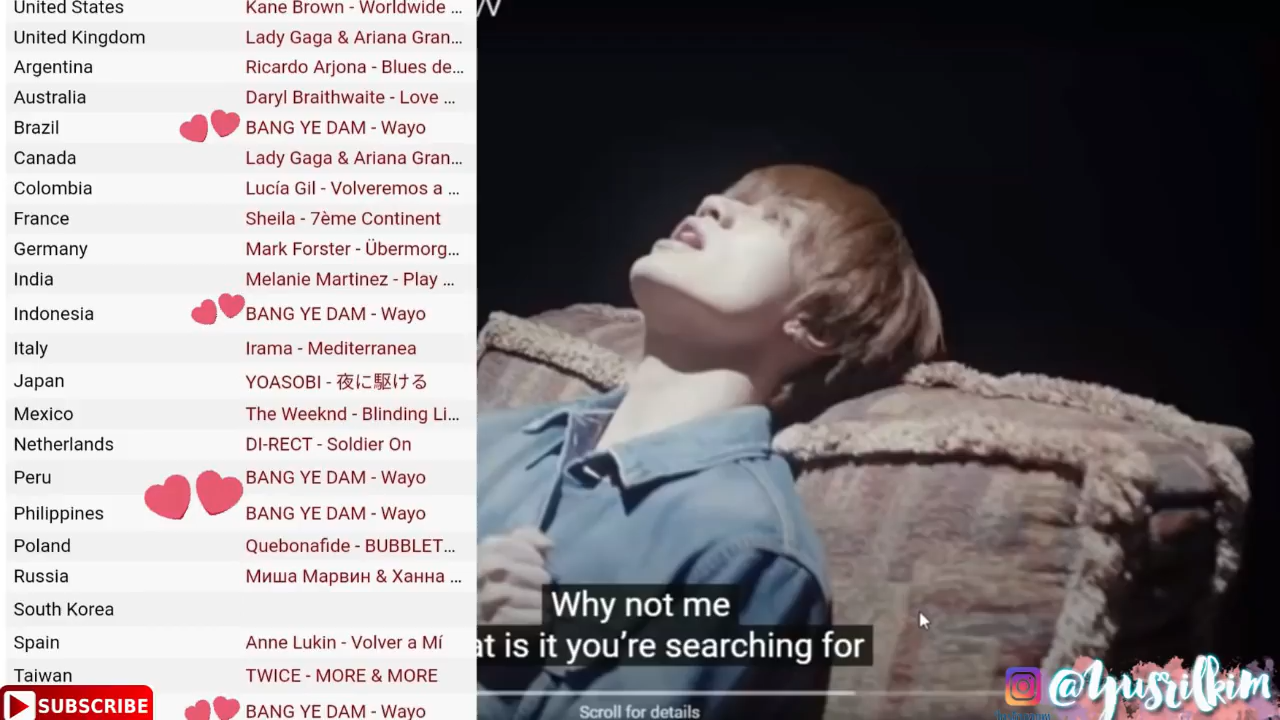 United States Kane Brown - Worldwide ...
United Kingdom Lady Gaga & Ariana Gran...
Argentina Ricardo Arjona - Blues de...
Australia Daryl Braithwaite - Love ...
Brazil BANG YE DAM - Wayo
Canada Lady Gaga & Ariana Gran...
Colombia Lucía Gil - Volveremos a ...
France Sheila - 7ème Continent
Germany Mark Forster - Übermorg...
India Melanie Martinez - Play ...
Indonesia BANG YE DAM - Wayo
Italy Irama - Mediterranea
Japan YOASOBI - 夜に駆ける
Mexico The Weeknd - Blinding Li...
Netherlands DI-RECT - Soldier On
Peru BANG YE DAM - Wayo
Philippines BANG YE DAM - Wayo
Poland Quebonafide - BUBBLET...
Russia Миша Марвин & Ханна ...
South Korea
Spain Anne Lukin - Volver a Mí
Taiwan TWICE - MORE & MORE
BANG YE DAM - Wayo
SUBSCRIBE
Why not me
at is it you're searching for
Scroll for details
@yusrilkim